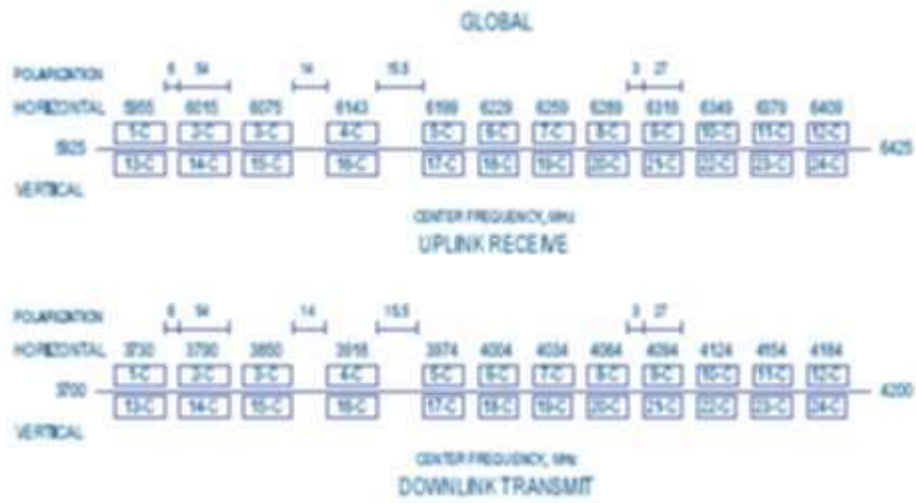 GLOBAL
6 54 14 15.5 3 27
POLARIZATION
HORIZONTAL 5955 6015 6075 6143 6199 6229 6259 6289 6319 6349 6379 6409
1-C 2-C 3-C 4-C 5-C 6-C 7-C 8-C 9-C 10-C 11-C 12-C
5925 6425
13-C 14-C 15-C 16-C 17-C 18-C 19-C 20-C 21-C 22-C 23-C 24-C
VERTICAL
CENTER FREQUENCY, MHz
UPLINK RECEIVE
6 54 14 15.5 3 27
POLARIZATION
HORIZONTAL 3730 3790 3850 3918 3974 4004 4034 4064 4094 4124 4154 4184
1-C 2-C 3-C 4-C 5-C 6-C 7-C 8-C 9-C 10-C 11-C 12-C
3700 4200
13-C 14-C 15-C 16-C 17-C 18-C 19-C 20-C 21-C 22-C 23-C 24-C
VERTICAL
CENTER FREQUENCY, MHz
DOWNLINK TRANSMIT